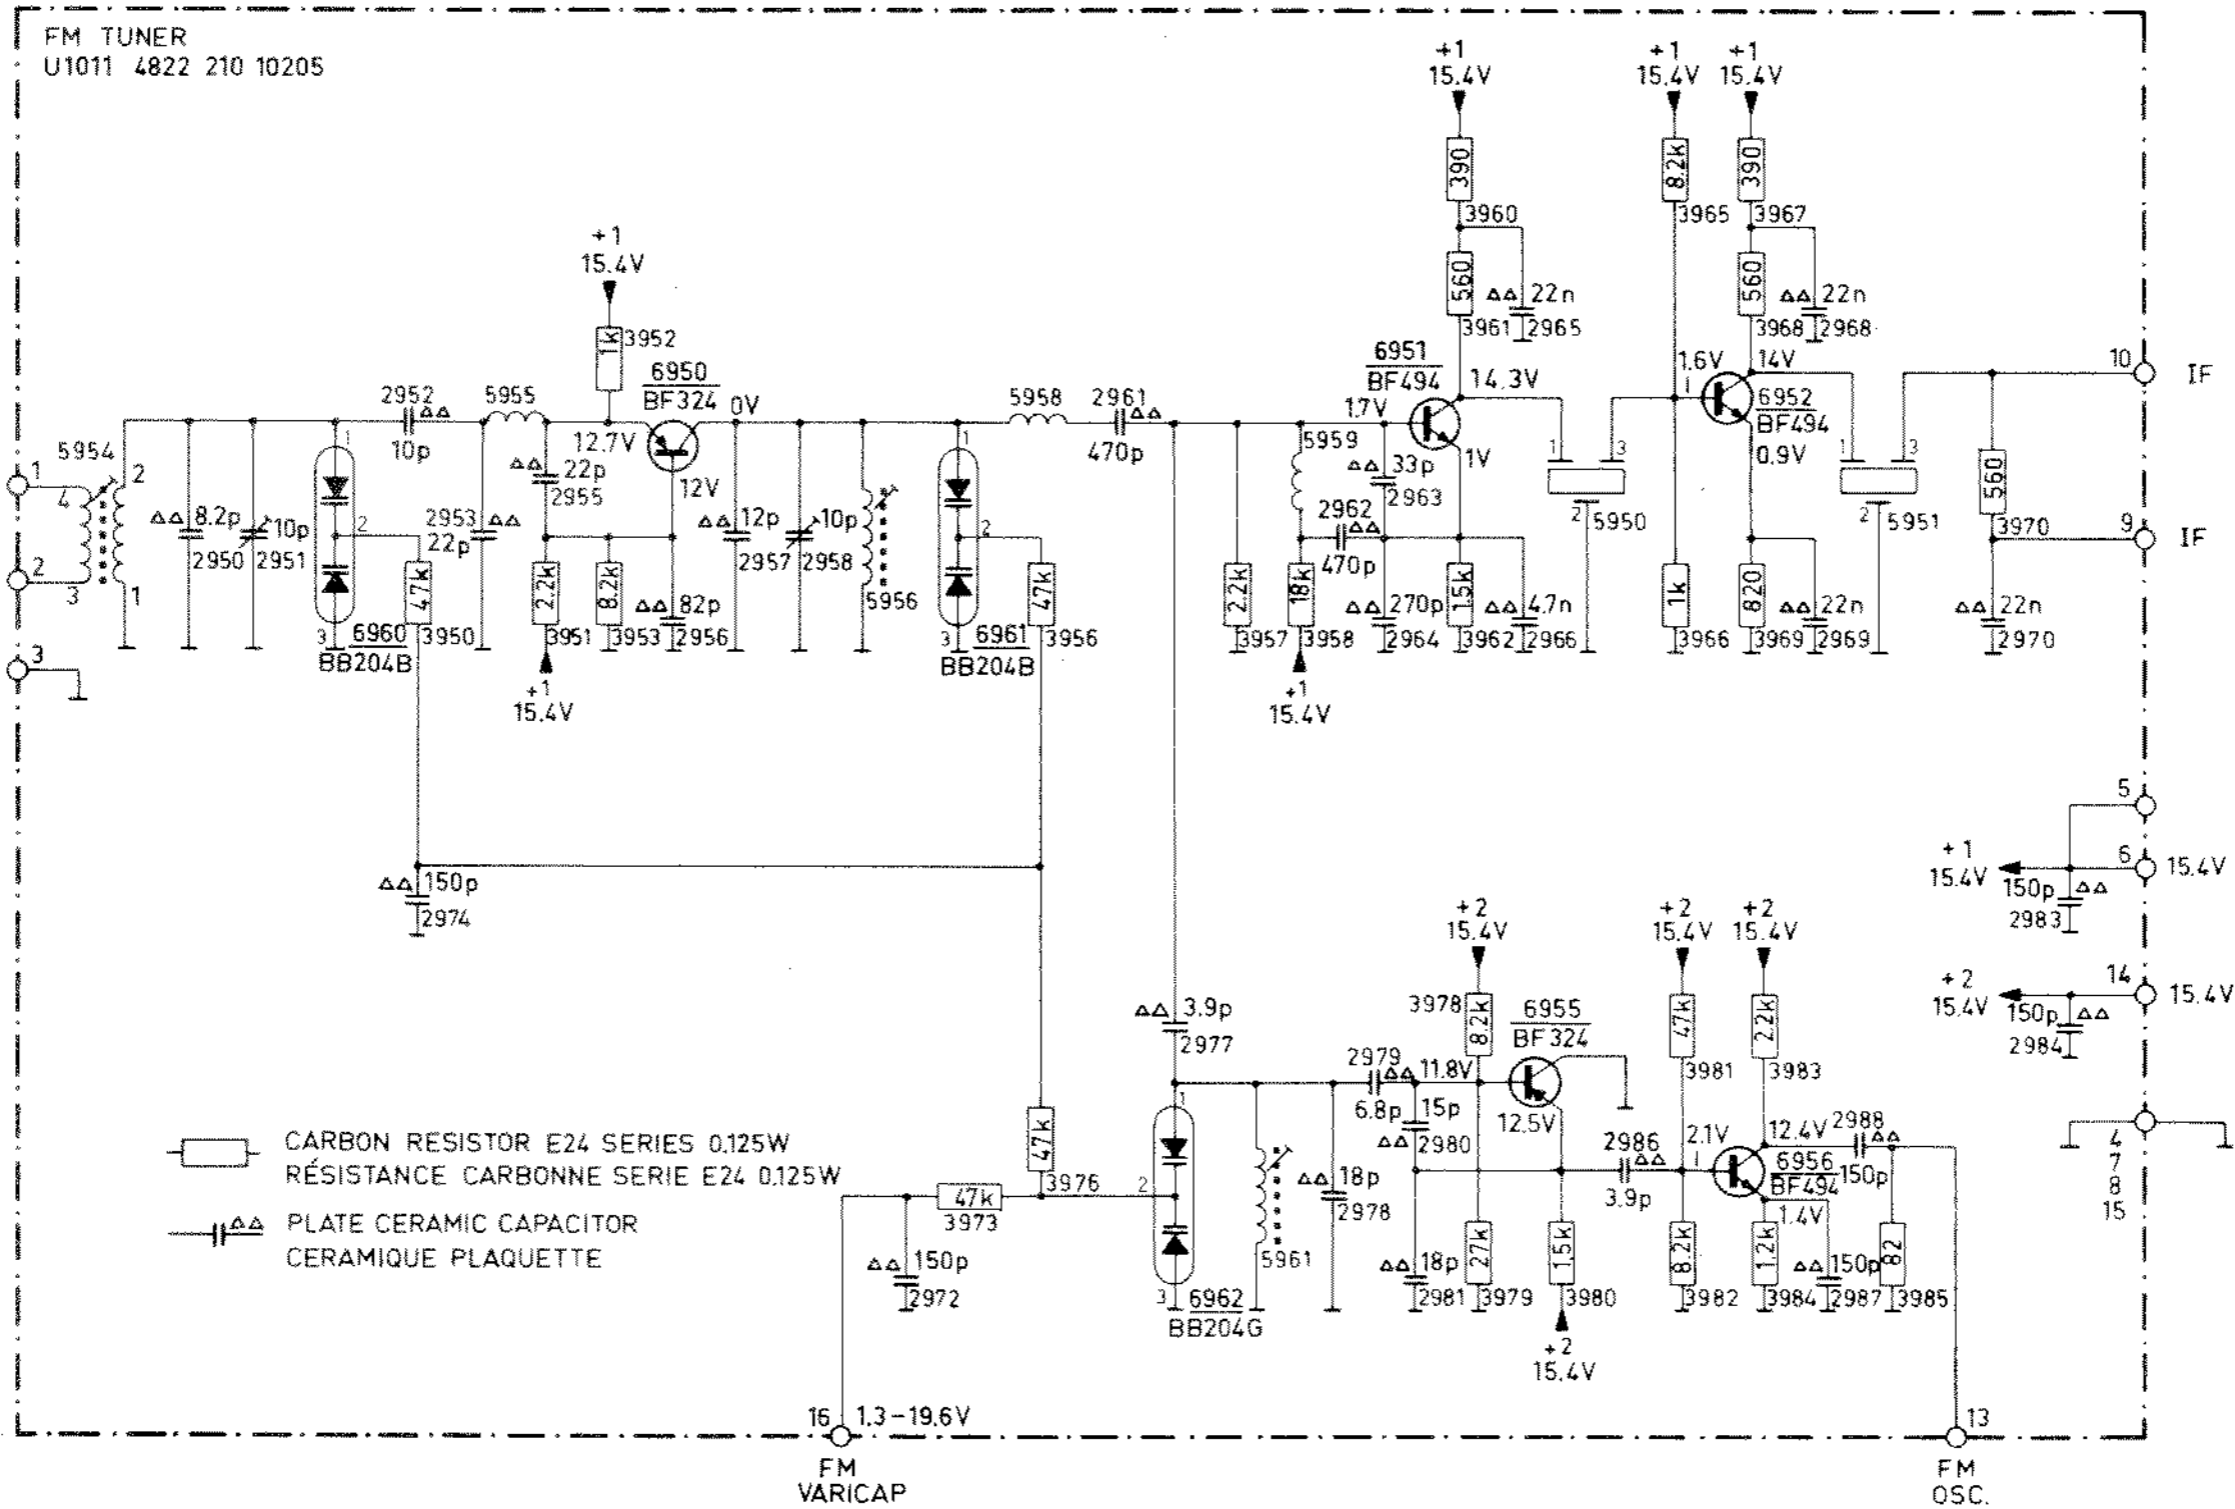 FM TUNER
U1011 4822 210 10205
+1
15.4V
390
3960
560
3961
22n
2965
+1
15.4V
8.2k
3965
+1
15.4V
390
3967
560
3968
22n
2968
+1
15.4V
1k
3952
6950
BF324
0V
12.7V
12V
2952
10p
5955
22p
2955
5954
1
2
3
4
3
2
1
8.2p
2950
10p
2951
1
2
3
6960
BB204B
47k
3950
2953
22p
2.2k
3951
+1
15.4V
8.2k
3953
82p
2956
12p
2957
10p
2958
5956
1
2
3
6961
BB204B
47k
3956
5958
2961
470p
2.2k
3957
5959
18k
3958
+1
15.4V
2962
470p
33p
2963
270p
2964
1.7V
6951
BF494
14.3V
1V
1.5k
3962
4.7n
2966
1
3
2
5950
1k
3966
1.6V
14V
6952
BF494
0.9V
820
3969
22n
2969
1
3
2
5951
560
3970
22n
2970
10
IF
9
IF
150p
2974
5
+1
15.4V
6
15.4V
150p
2983
+2
15.4V
14
15.4V
150p
2984
4
7
8
15
3.9p
2977
47k
3976
47k
3973
150p
2972
1
2
3
6962
BB204G
5961
18p
2978
2979
6.8p
15p
2980
18p
2981
+2
15.4V
3978
8.2k
11.8V
6955
BF324
12.5V
27k
3979
1.5k
3980
+2
15.4V
2986
3.9p
+2
15.4V
47k
3981
8.2k
3982
+2
15.4V
2.2k
3983
2.1V
12.4V
6956
BF494
1.4V
1.2k
3984
150p
2987
2988
150p
82
3985
CARBON RESISTOR E24 SERIES 0.125W
RÉSISTANCE CARBONNE SERIE E24 0.125W
PLATE CERAMIC CAPACITOR
CERAMIQUE PLAQUETTE
16
1.3-19.6V
FM
VARICAP
13
FM
OSC.